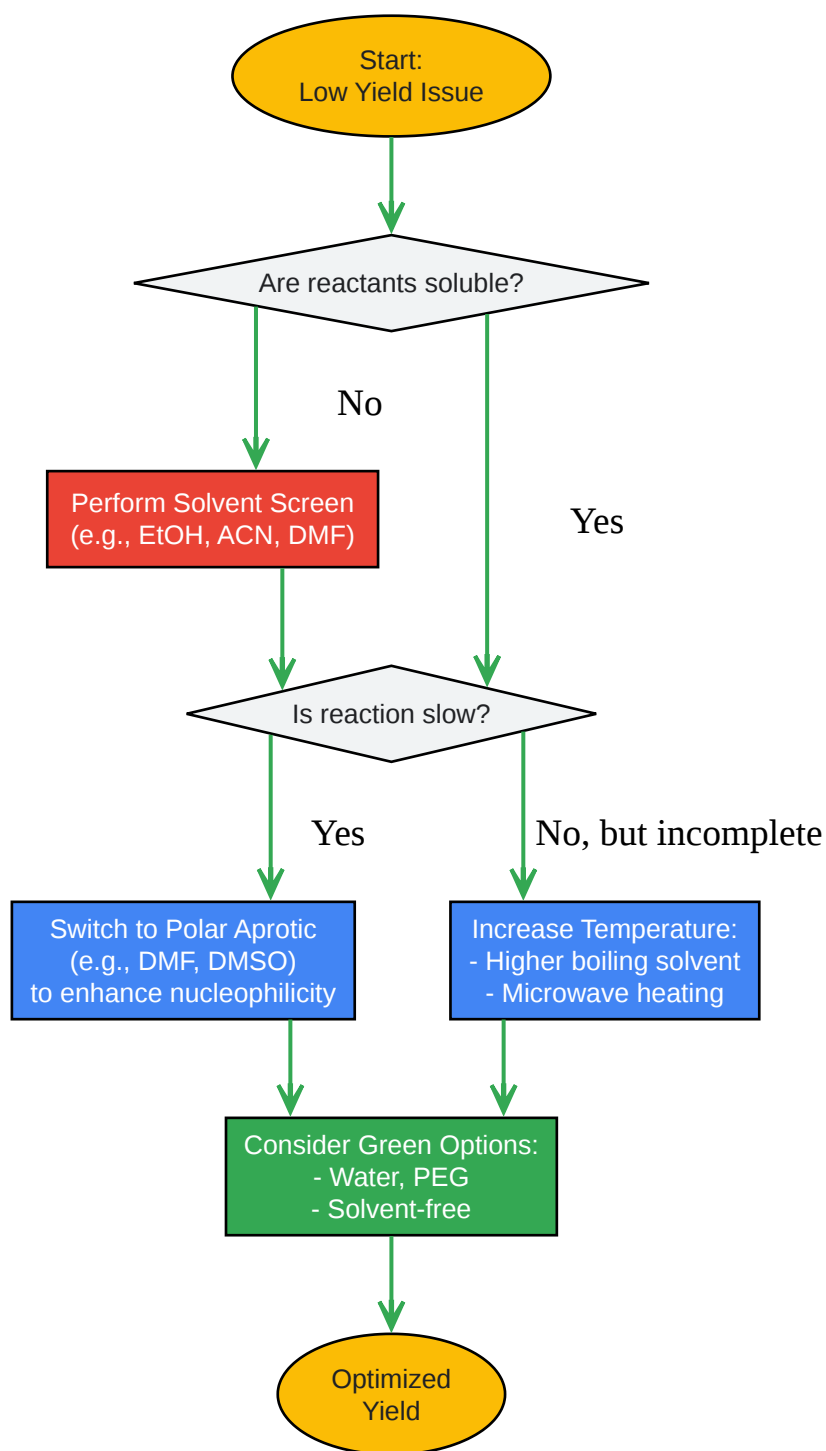 Start:
Low Yield Issue
Are reactants soluble?
No
Perform Solvent Screen
(e.g., EtOH, ACN, DMF)
Yes
Is reaction slow?
Yes
No, but incomplete
Switch to Polar Aprotic
(e.g., DMF, DMSO)
to enhance nucleophilicity
Increase Temperature:
- Higher boiling solvent
- Microwave heating
Consider Green Options:
- Water, PEG
- Solvent-free
Optimized
Yield